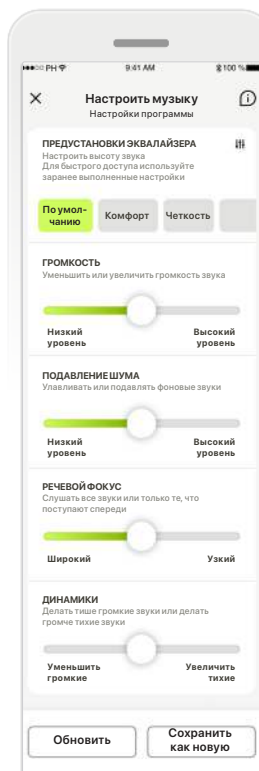 PH 9:41 AM 100 %
Настроить музыку
Настройки программы
ПРЕДУСТАНОВКИ ЭКВАЛАЙЗЕРА
Настроить высоту звука
Для быстрого доступа используйте
заранее выполненные настройки
По умол-
чанию
Комфорт
Четкость
ГРОМКОСТЬ
Уменьшить или увеличить громкость звука
Низкий
уровень
Высокий
уровень
ПОДАВЛЕНИЕ ШУМА
Улавливать или подавлять фоновые звуки
Низкий
уровень
Высокий
уровень
РЕЧЕВОЙ ФОКУС
Слушать все звуки или только те, что
поступают спереди
Широкий
Узкий
ДИНАМИКИ
Делать тише громкие звуки или делать
громче тихие звуки
Уменьшить
громкие
Увеличить
тихие
Обновить
Сохранить
как новую